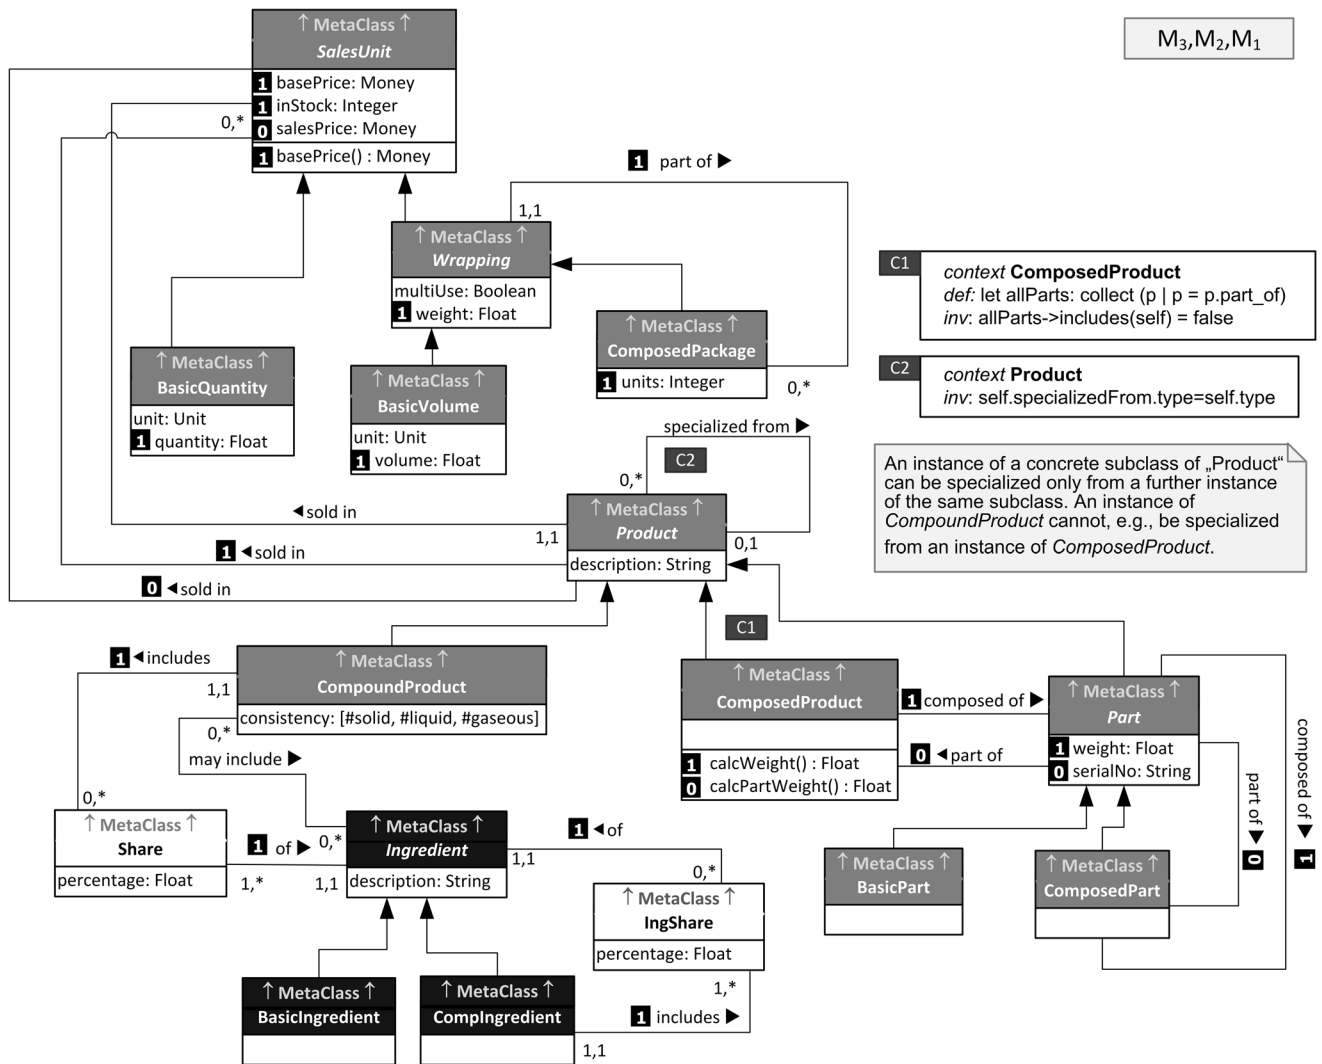 ↑ MetaClass ↑
SalesUnit
1 basePrice: Money
1 inStock: Integer
0 salesPrice: Money
1 basePrice() : Money
0,*
M3,M2,M1
1 part of ▶
1,1
↑ MetaClass ↑
Wrapping
multiUse: Boolean
1 weight: Float
↑ MetaClass ↑
ComposedPackage
1 units: Integer
0,*
↑ MetaClass ↑
BasicQuantity
unit: Unit
1 quantity: Float
↑ MetaClass ↑
BasicVolume
unit: Unit
1 volume: Float
C1
context ComposedProduct
def: let allParts: collect (p | p = p.part_of)
inv: allParts->includes(self) = false
C2
context Product
inv: self.specializedFrom.type=self.type
An instance of a concrete subclass of „Product“
can be specialized only from a further instance
of the same subclass. An instance of
CompoundProduct cannot, e.g., be specialized
from an instance of ComposedProduct.
specialized from ▶
C2
0,*
◀ sold in
1,1
1 ◀ sold in
0 ◀ sold in
↑ MetaClass ↑
Product
description: String
0,1
C1
1 ◀ includes
1,1
↑ MetaClass ↑
CompoundProduct
consistency: [#solid, #liquid, #gaseous]
0,*
may include ▶
0,*
↑ MetaClass ↑
ComposedProduct
1 calcWeight() : Float
0 calcPartWeight() : Float
1 composed of ▶
0 ◀ part of
↑ MetaClass ↑
Part
1 weight: Float
0 serialNo: String
composed of ▶ 1
part of ▶ 0
↑ MetaClass ↑
Share
percentage: Float
1 of ▶
1,*
0,*
1,1
↑ MetaClass ↑
Ingredient
description: String
1 ◀ of
1,1
0,*
↑ MetaClass ↑
IngShare
percentage: Float
1,*
↑ MetaClass ↑
BasicPart
↑ MetaClass ↑
ComposedPart
↑ MetaClass ↑
BasicIngredient
↑ MetaClass ↑
CompIngredient
1 includes ▶
1,1